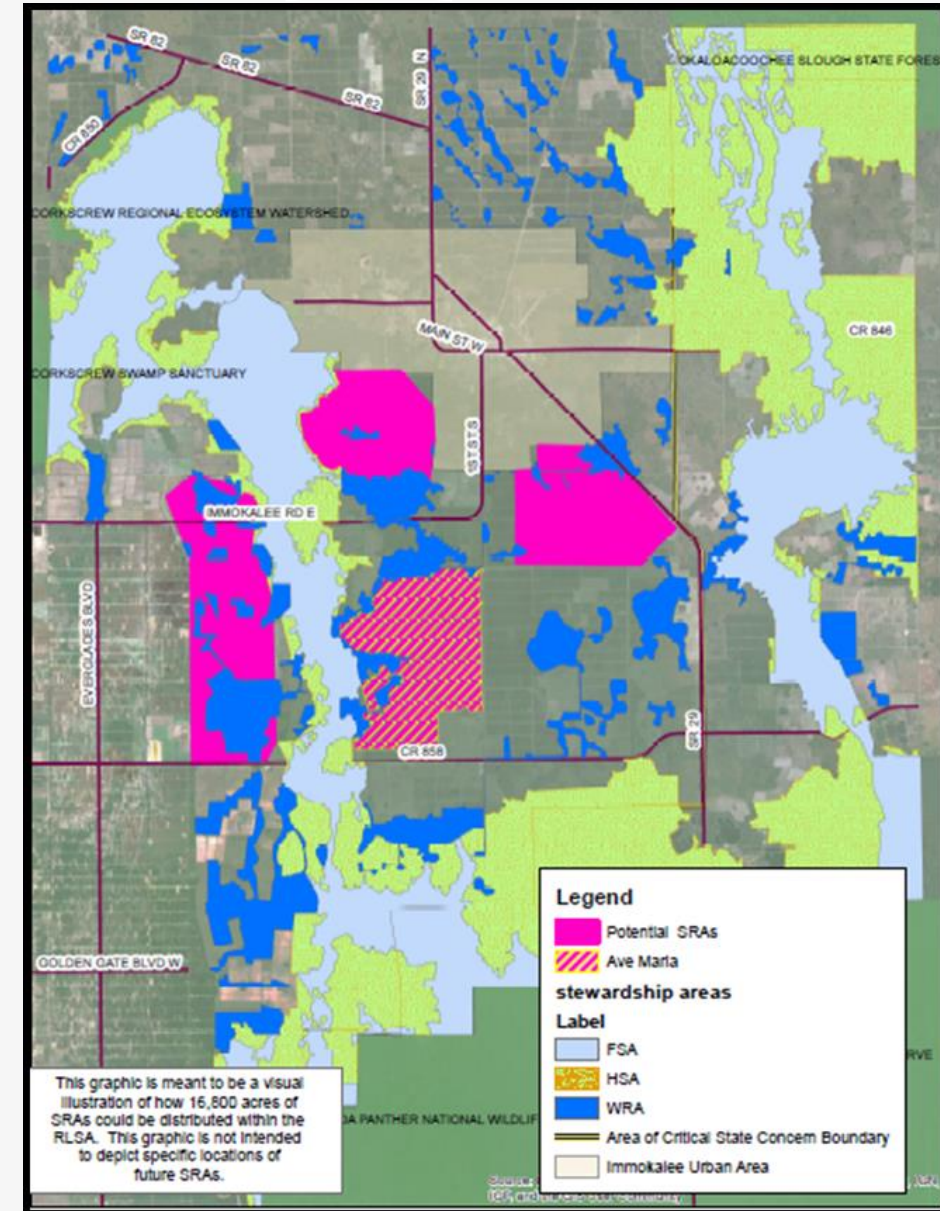 SR 82
SR 82
SR 82
SR 29 N
OKALOACOOCHEE SLOUGH STATE FORES
CR 850
CORKSCREW REGIONAL ECOSYSTEM WATERSHED
MAIN ST W
CR 846
CORKSCREW SWAMP SANCTUARY
1ST ST S
IMMOKALEE RD E
EVERGLADES BLVD
SR 29
CR 858
GOLDEN GATE BLVD W
RVE
DA PANTHER NATIONAL WILDLIF
This graphic is meant to be a visual
illustration of how 16,800 acres of
SRAs could be distributed within the
RLSA. This graphic is not intended
to depict specific locations of
future SRAs.
Legend
Potential SRAs
Ave Maria
stewardship areas
Label
FSA
HSA
WRA
Area of Critical State Concern Boundary
Immokalee Urban Area